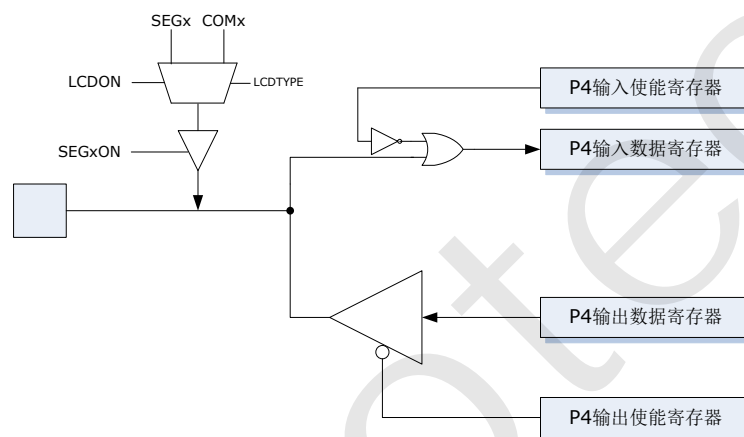 SEGx COMx
LCDON
LCDTYPE
SEGxON
P4输入使能寄存器
P4输入数据寄存器
P4输出数据寄存器
P4输出使能寄存器